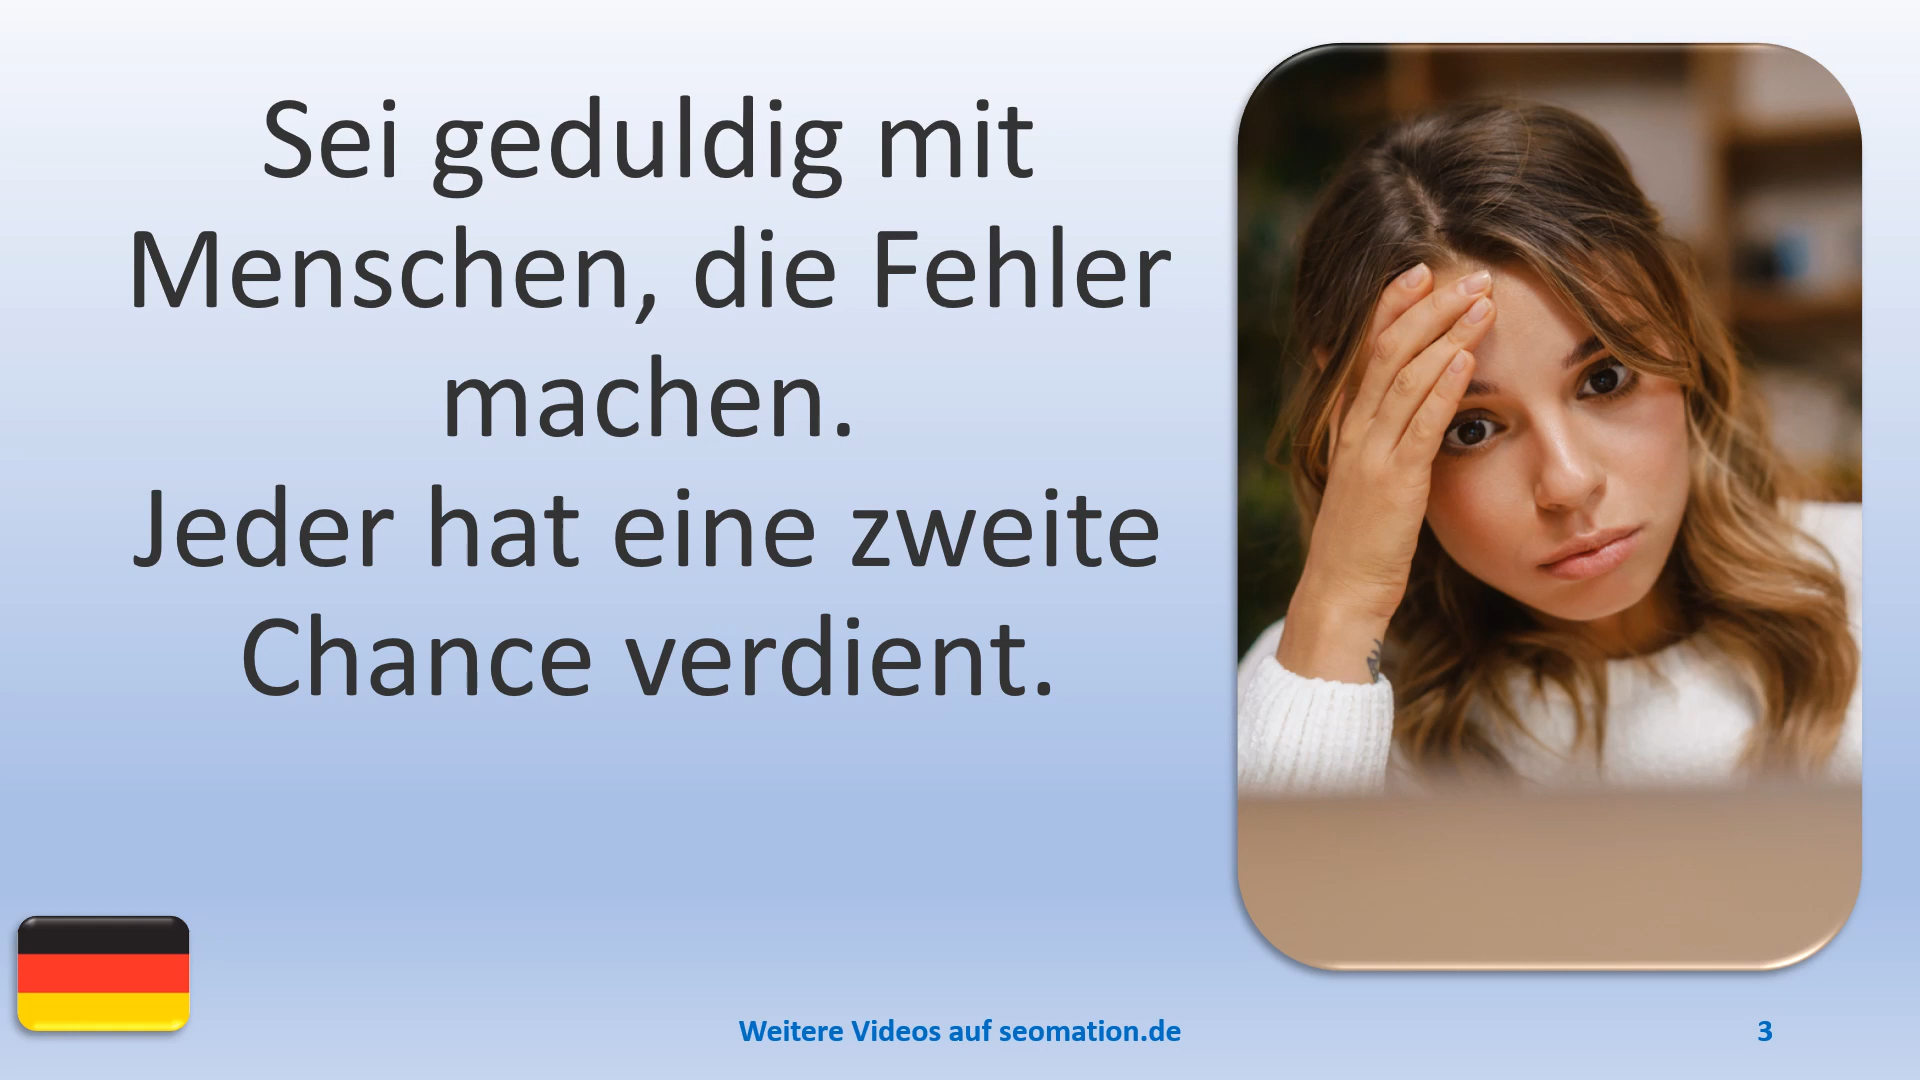 Sei geduldig mit
Menschen, die Fehler
machen.
Jeder hat eine zweite
Chance verdient.
Weitere Videos auf seomation.de
3